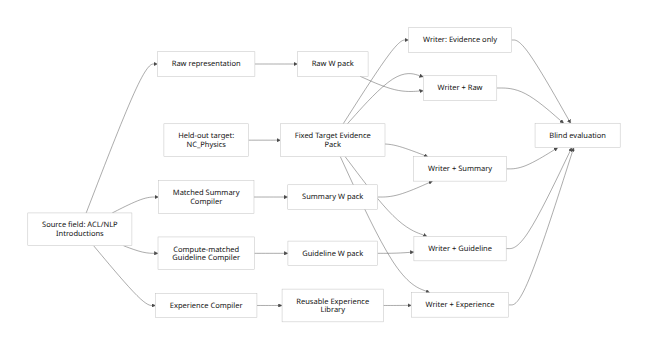 Writer: Evidence only
Raw representation
Raw W pack
Writer + Raw
Held-out target:
NC_Physics
Fixed Target Evidence
Pack
Blind evaluation
Writer + Summary
Matched Summary
Compiler
Summary W pack
Source field: ACL/NLP
Introductions
Compute-matched
Guideline Compiler
Guideline W pack
Writer + Guideline
Experience Compiler
Reusable Experience
Library
Writer + Experience